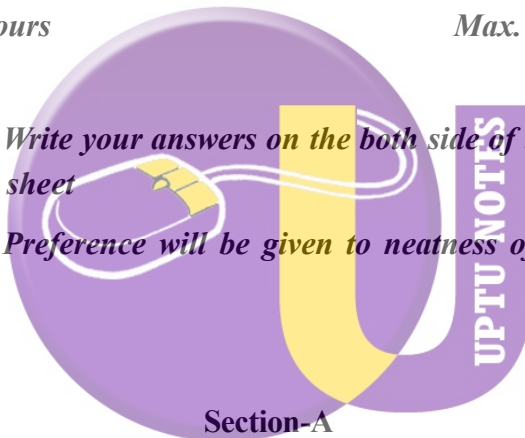 ours Max.
Write your answers on the both side of
sheet
Preference will be given to neatness of
Section-A
UPTU NOTES